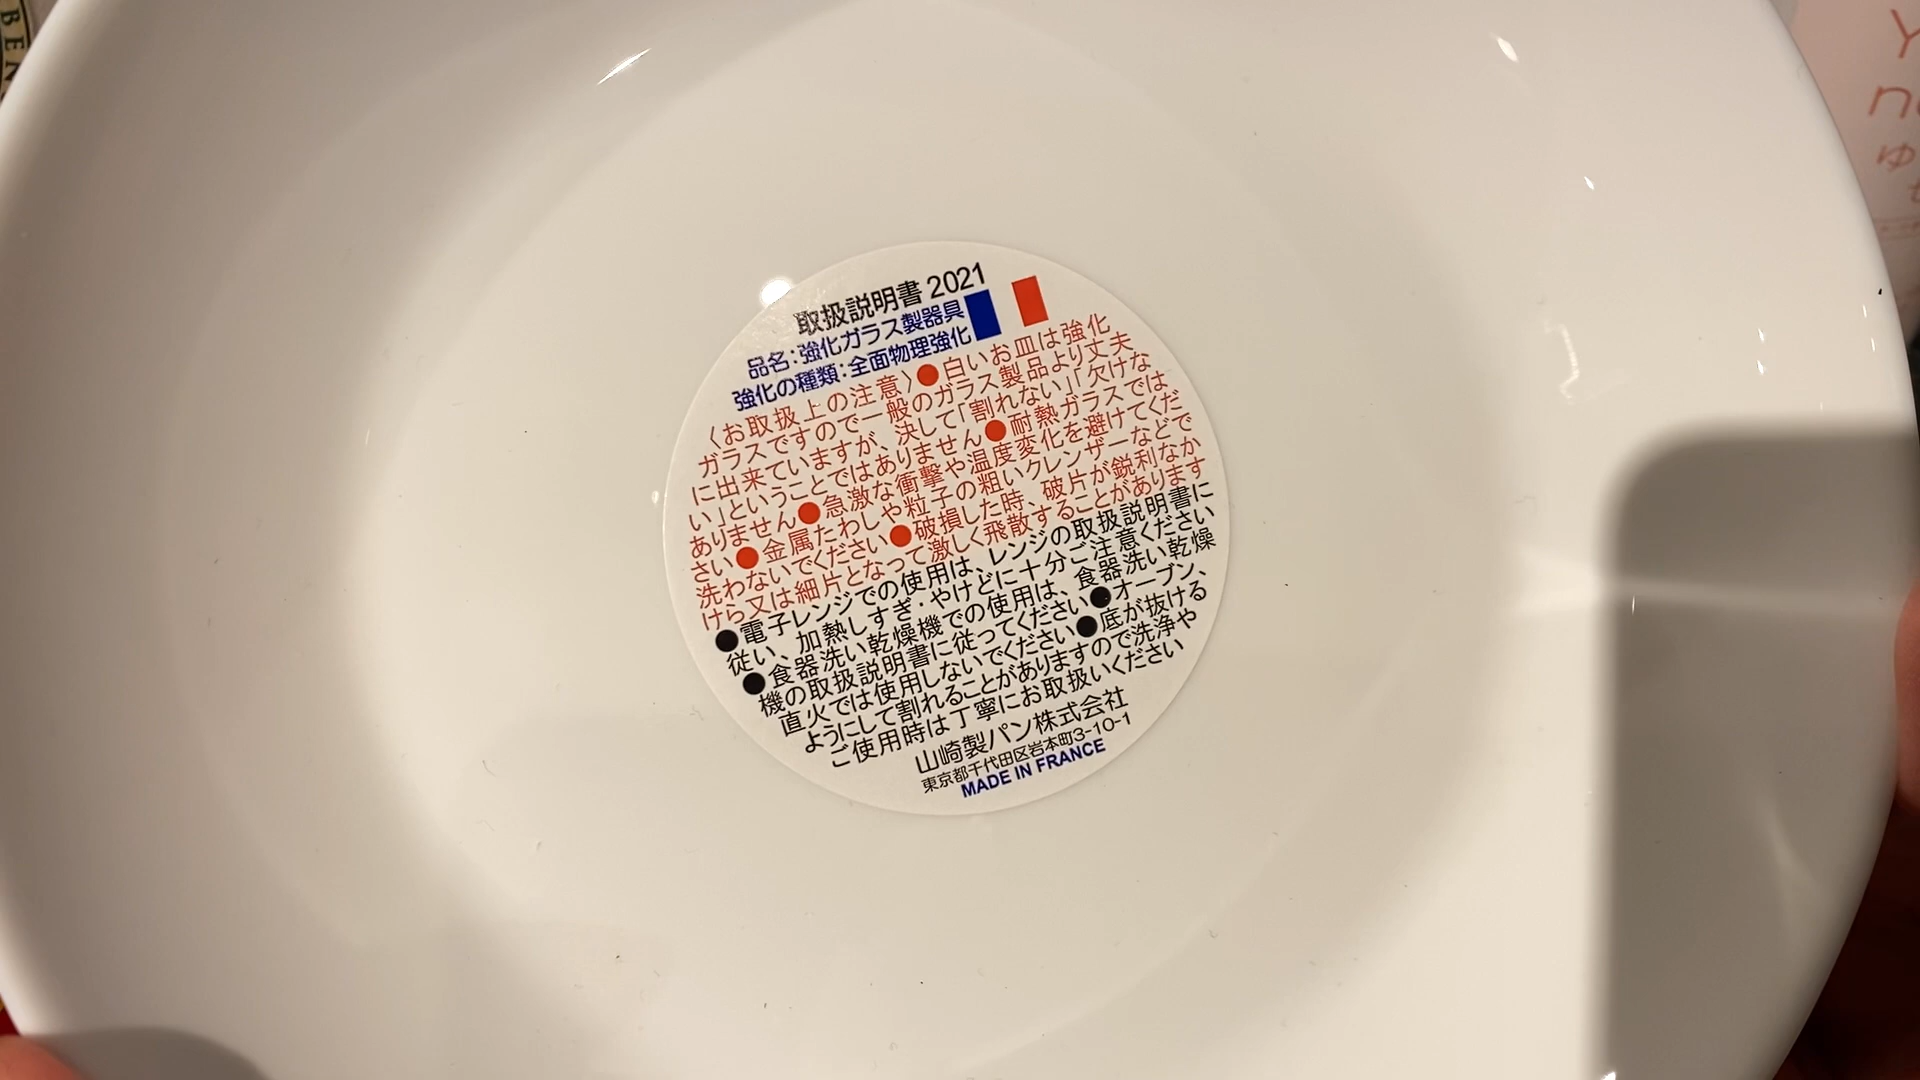 BEN
Y
n
ゆ
取扱説明書 2021
品名：強化ガラス製器具
強化の種類：全面物理強化
〈お取扱上の注意〉●白いお皿は強化
ガラスですので一般のガラス製品より丈夫
に出来ていますが、決して「割れない」「欠けな
い」ということではありません●耐熱ガラスでは
ありません●急激な衝撃や温度変化を避けてくだ
さい●金属たわしや粒子の粗いクレンザーなどで
洗わないでください●破損した時、破片が鋭利なか
けら又は細片となって激しく飛散することがあります
●電子レンジでの使用は、レンジの取扱説明書に
従い、加熱しすぎ・やけどに十分ご注意ください
●食器洗い乾燥機での使用は、食器洗い乾燥
機の取扱説明書に従ってください●オーブン、
直火では使用しないでください●底が抜ける
ようにして割れることがありますので洗浄や
ご使用時は丁寧にお取扱いください
山崎製パン株式会社
東京都千代田区岩本町3-10-1
MADE IN FRANCE